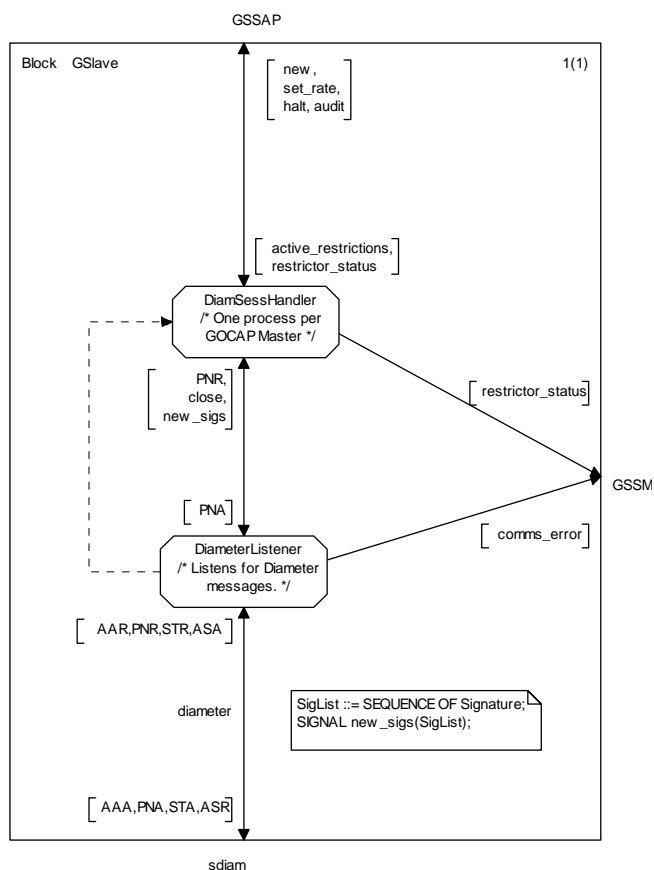 GSSAP
Block GSlave
1(1)
new ,
set_rate,
halt, audit
active_restrictions,
restrictor_status
DiamSessHandler
/* One process per
GOCAP Master */
PNR,
close,
new_sigs
restrictor_status
GSSM
PNA
comms_error
DiameterListener
/* Listens for Diameter
messages. */
AAR,PNR,STR,ASA
SigList ::= SEQUENCE OF Signature;
SIGNAL new_sigs(SigList);
diameter
AAA,PNA,STA,ASR
sdiam